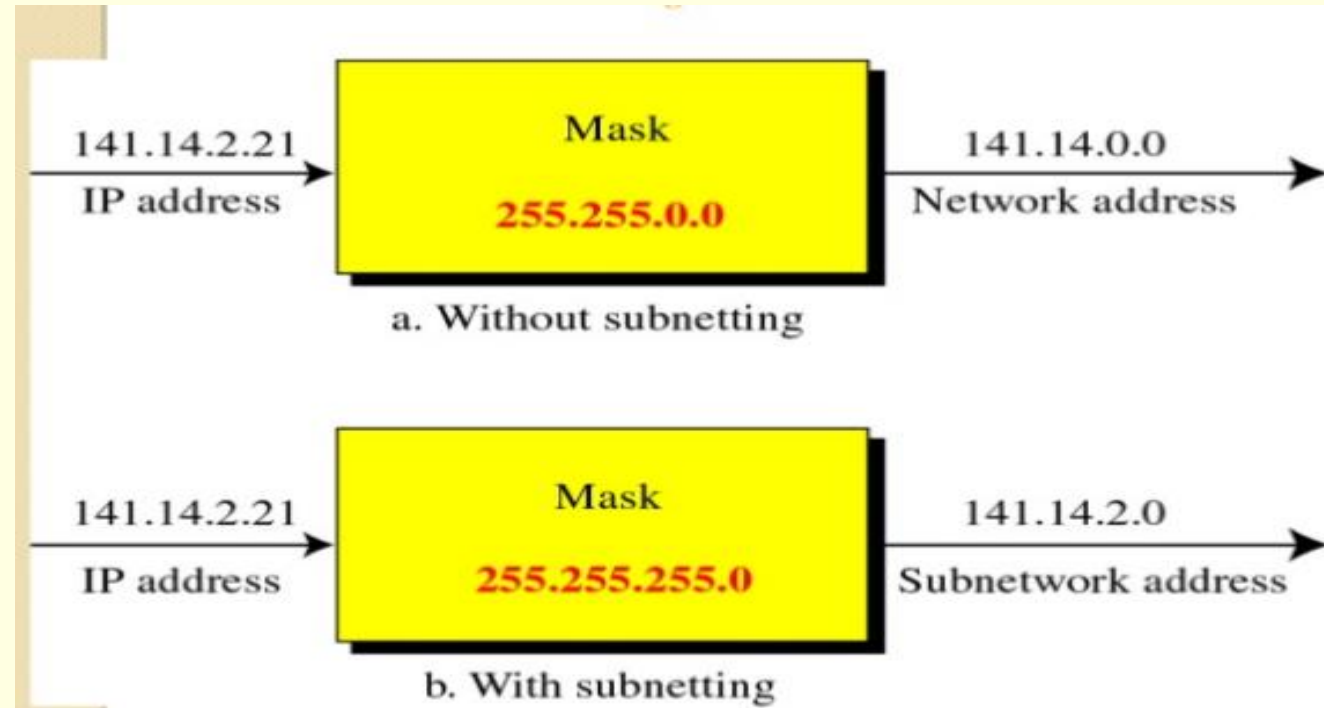 141.14.2.21
IP address
Mask
255.255.0.0
141.14.0.0
Network address
a. Without subnetting
141.14.2.21
IP address
Mask
255.255.255.0
141.14.2.0
Subnetwork address
b. With subnetting